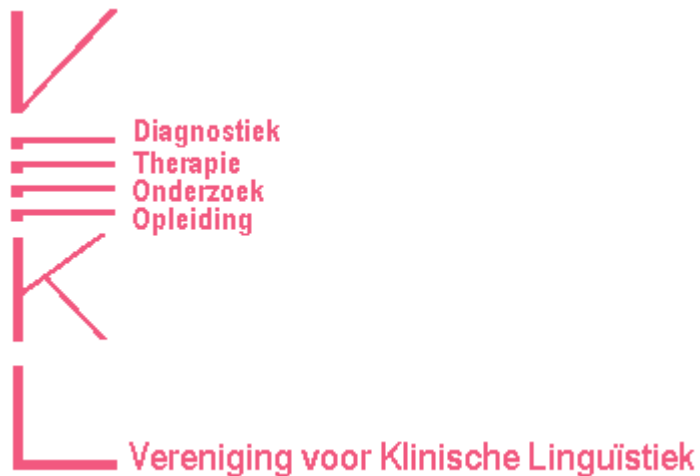 V
Diagnostiek
Therapie
Onderzoek
Opleiding
K
L
Vereniging voor Klinische Linguïstiek